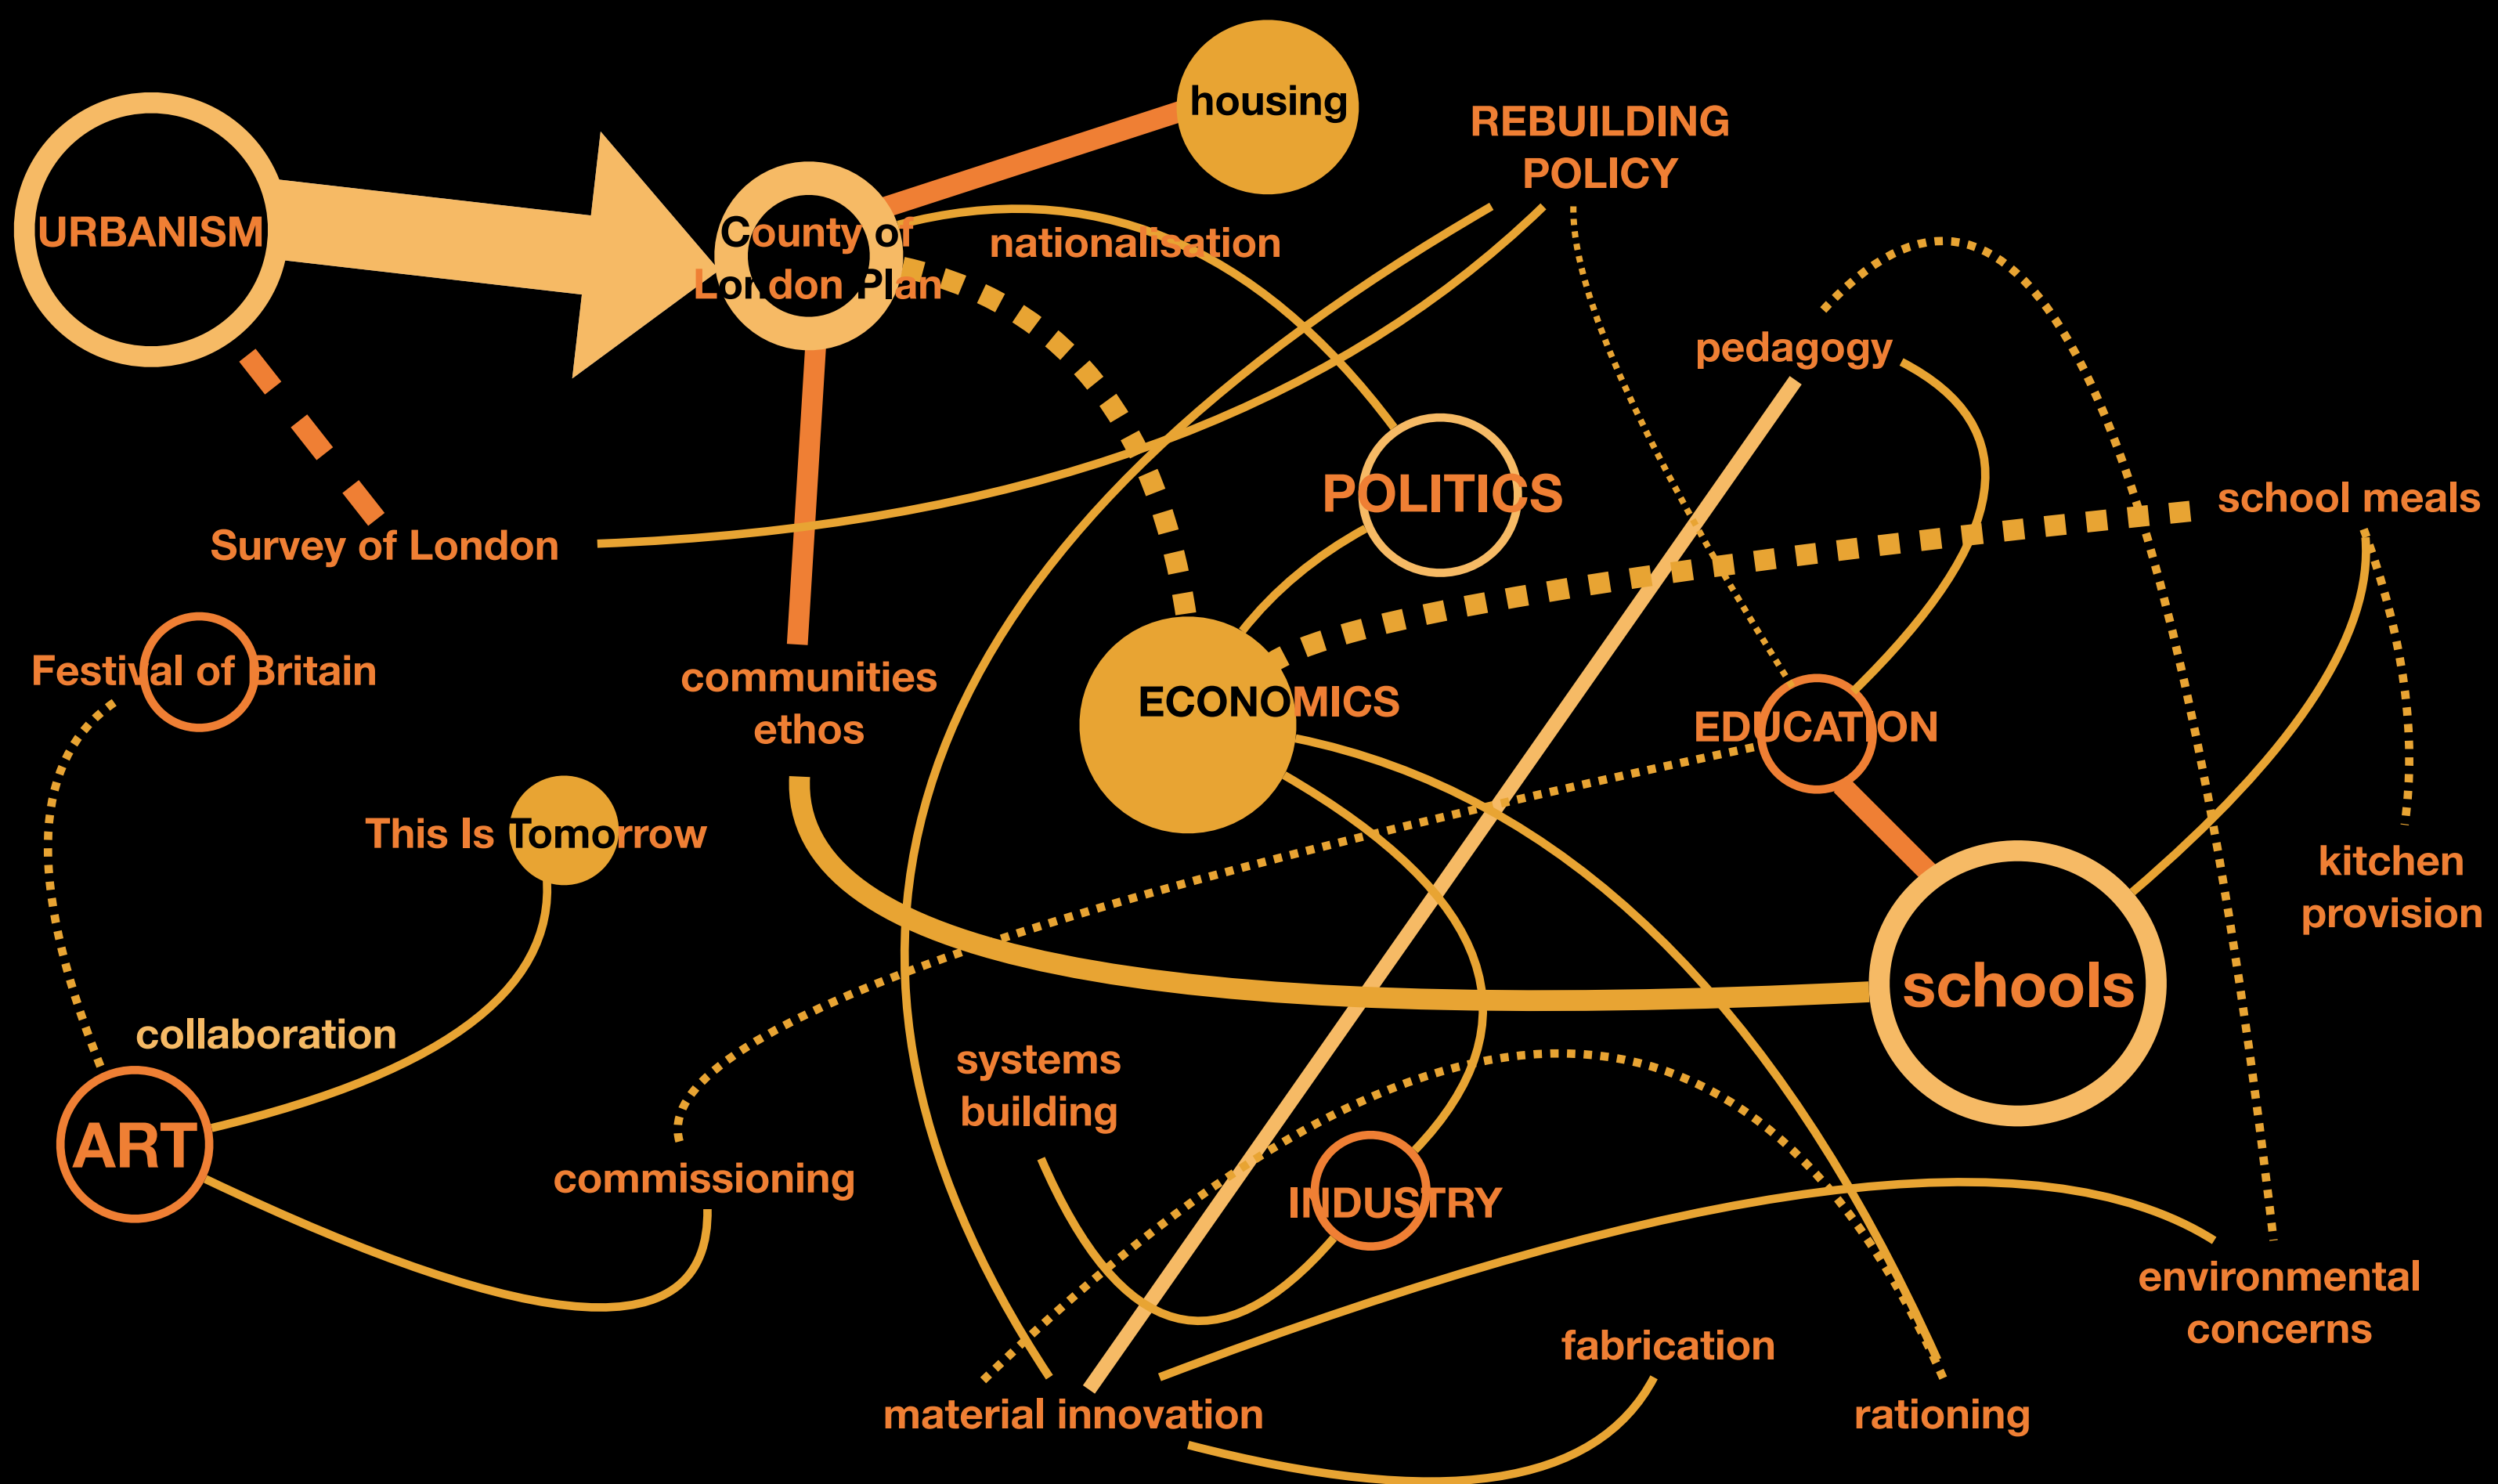 housing
REBUILDING
POLICY
URBANISM
County of
London Plan
nationalisation
pedagogy
POLITICS
school meals
Survey of London
Festival of Britain
communities
ethos
ECONOMICS
EDUCATION
This Is Tomorrow
kitchen
provision
schools
collaboration
systems
building
ART
commissioning
INDUSTRY
environmental
concerns
fabrication
material innovation
rationing